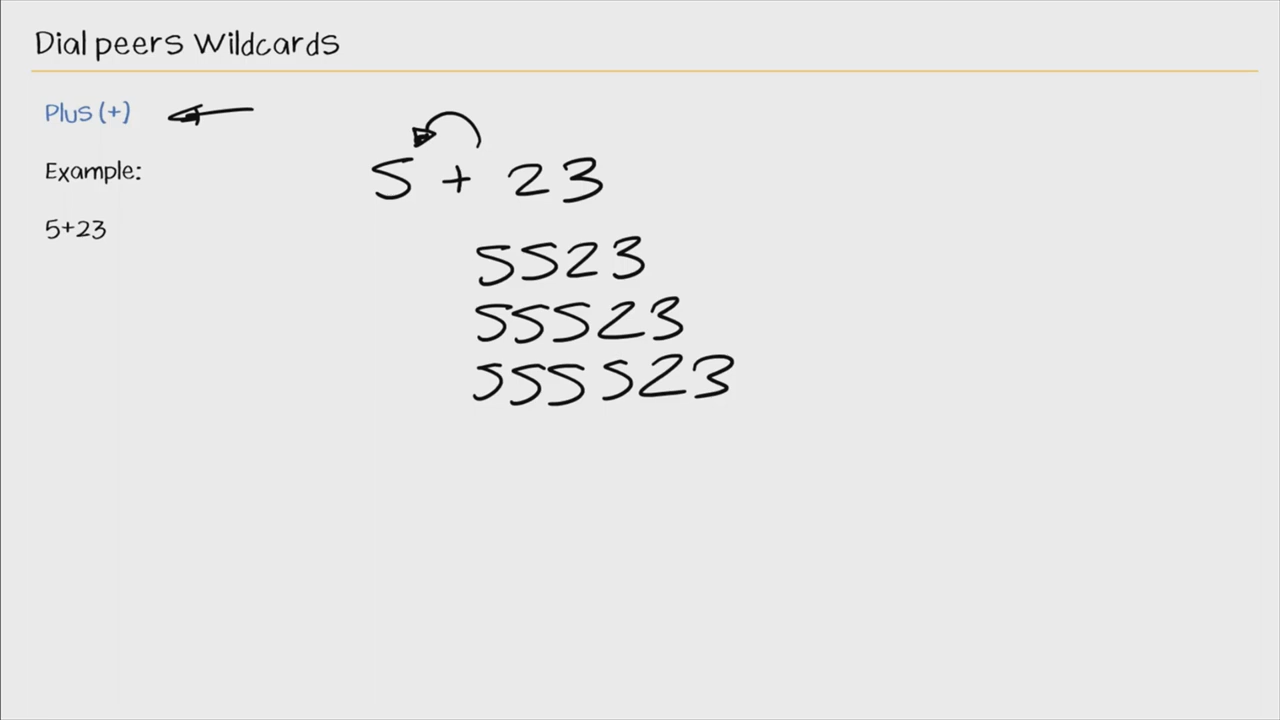 Dial peers Wildcards
Plus (+)
Example:
5+23
5 + 23
5523
55523
555523